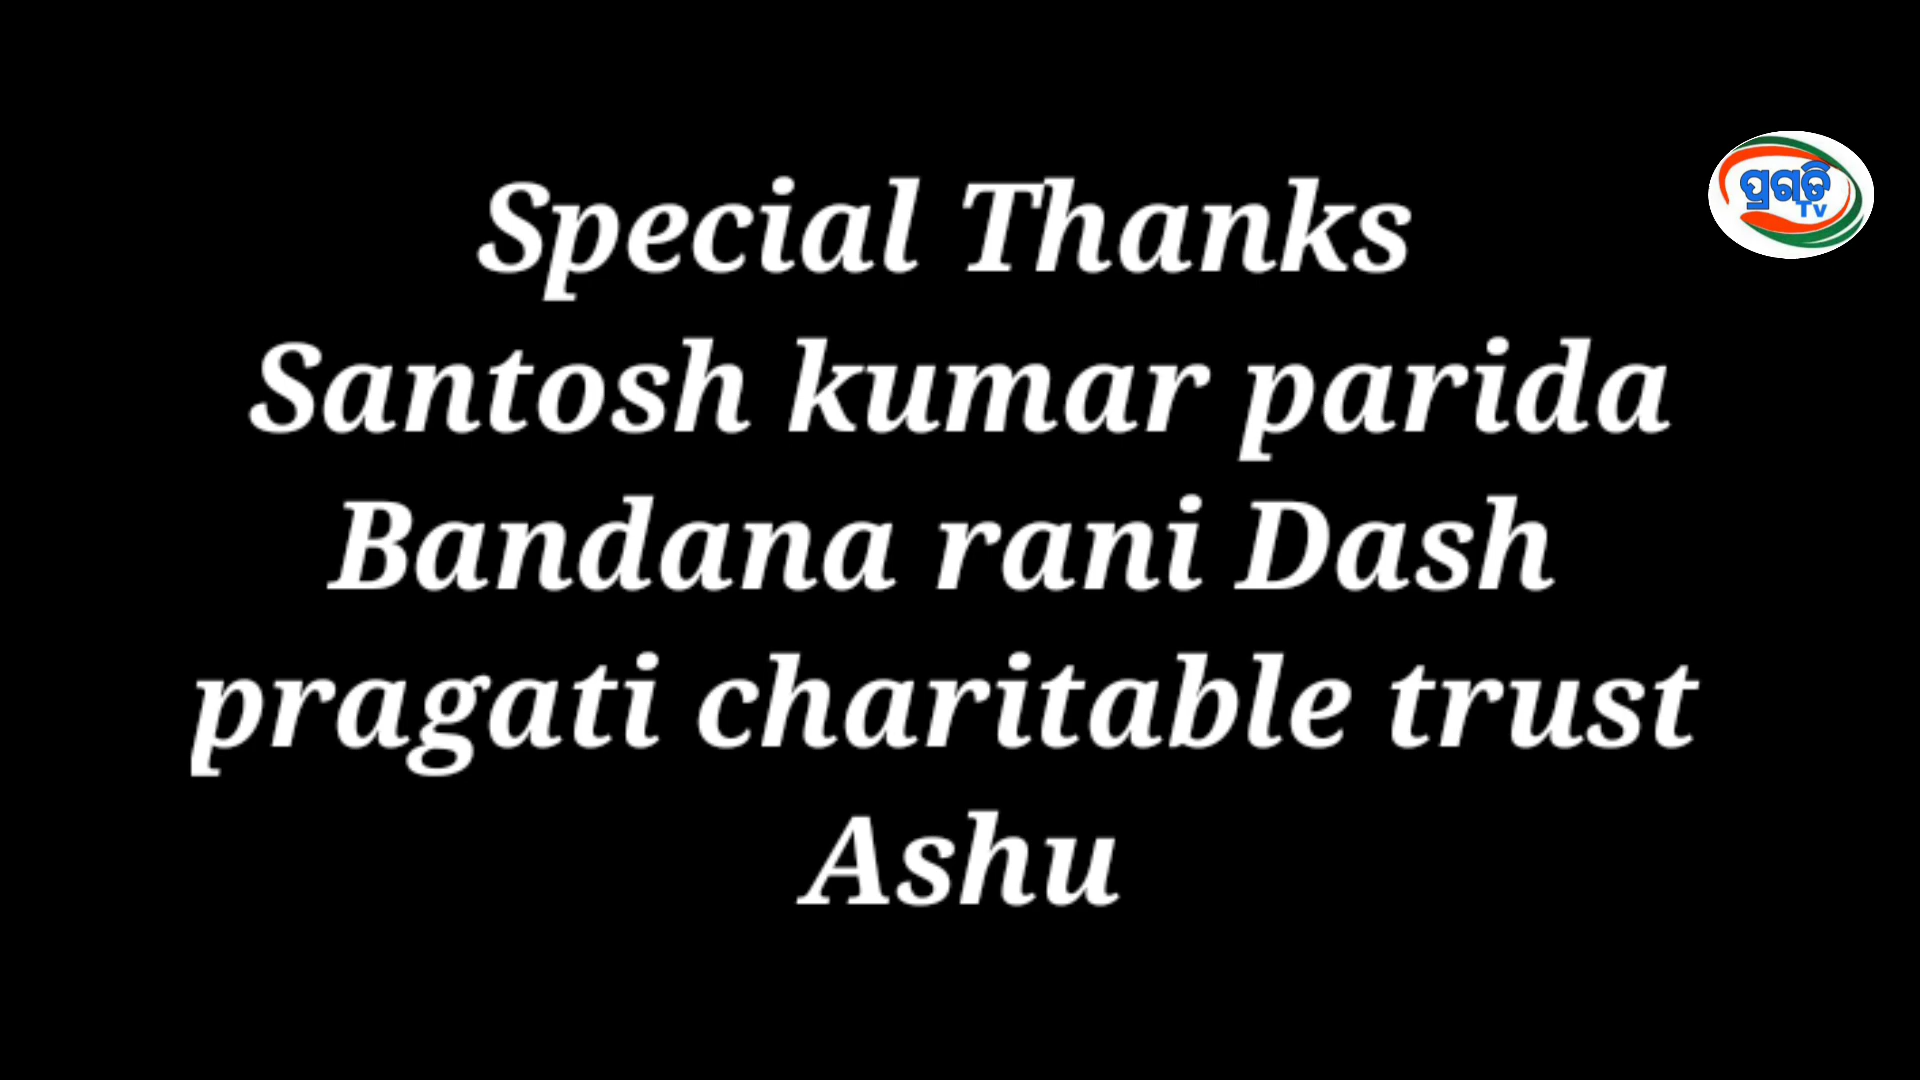 Special Thanks
Santosh kumar parida
Bandana rani Dash
pragati charitable trust
Ashu
ପ୍ରଗତି
Tv